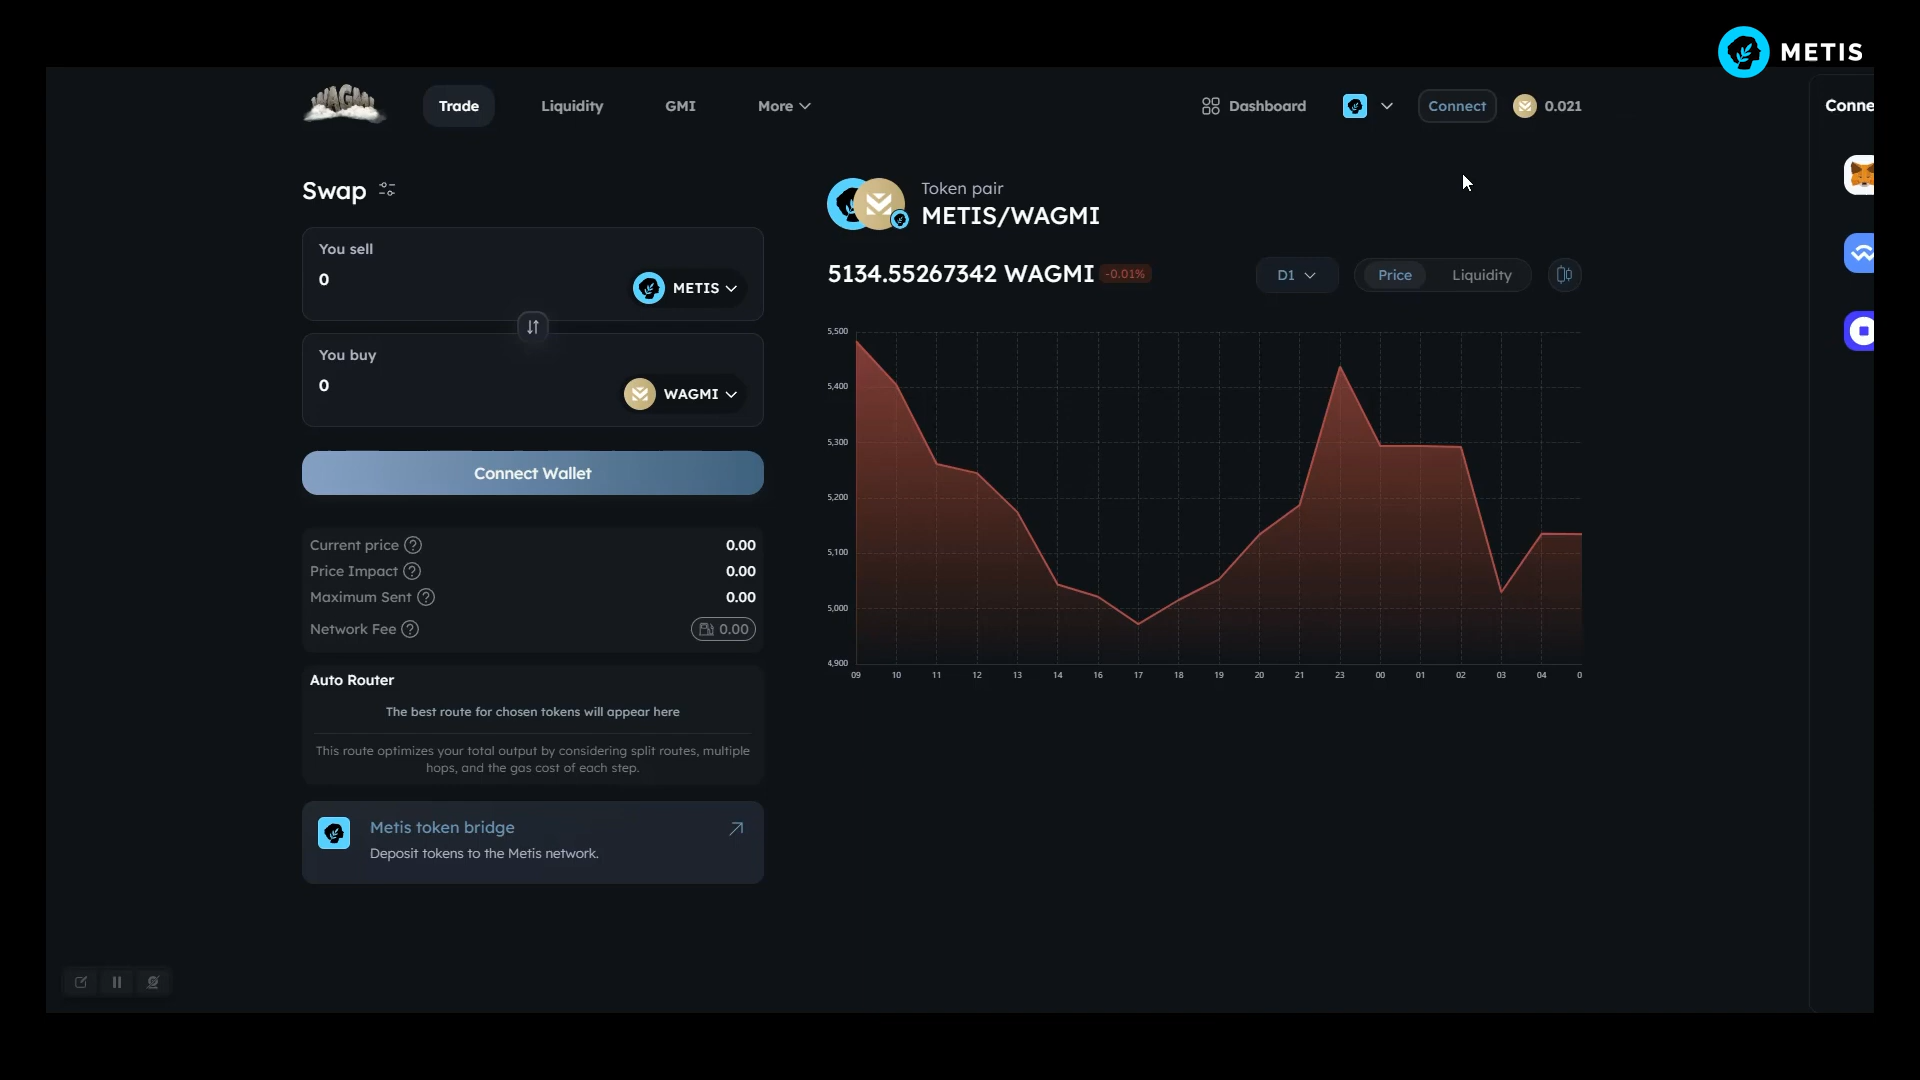 METIS
WAGMI
Trade
Liquidity
GMI
More
Dashboard
Connect
0.021
Conne
Swap
You sell
0
METIS
You buy
0
WAGMI
Connect Wallet
Current price ?
0.00
Price Impact ?
0.00
Maximum Sent ?
0.00
Network Fee ?
0.00
Auto Router
The best route for chosen tokens will appear here
This route optimizes your total output by considering split routes, multiple
hops, and the gas cost of each step.
Metis token bridge
Deposit tokens to the Metis network.
Token pair
METIS/WAGMI
5134.55267342 WAGMI
-0.01%
D1
Price
Liquidity
5,500
5,400
5,300
5,200
5,100
5,000
4,900
09 10 11 12 13 14 16 17 18 19 20 21 23 00 01 02 03 04 0